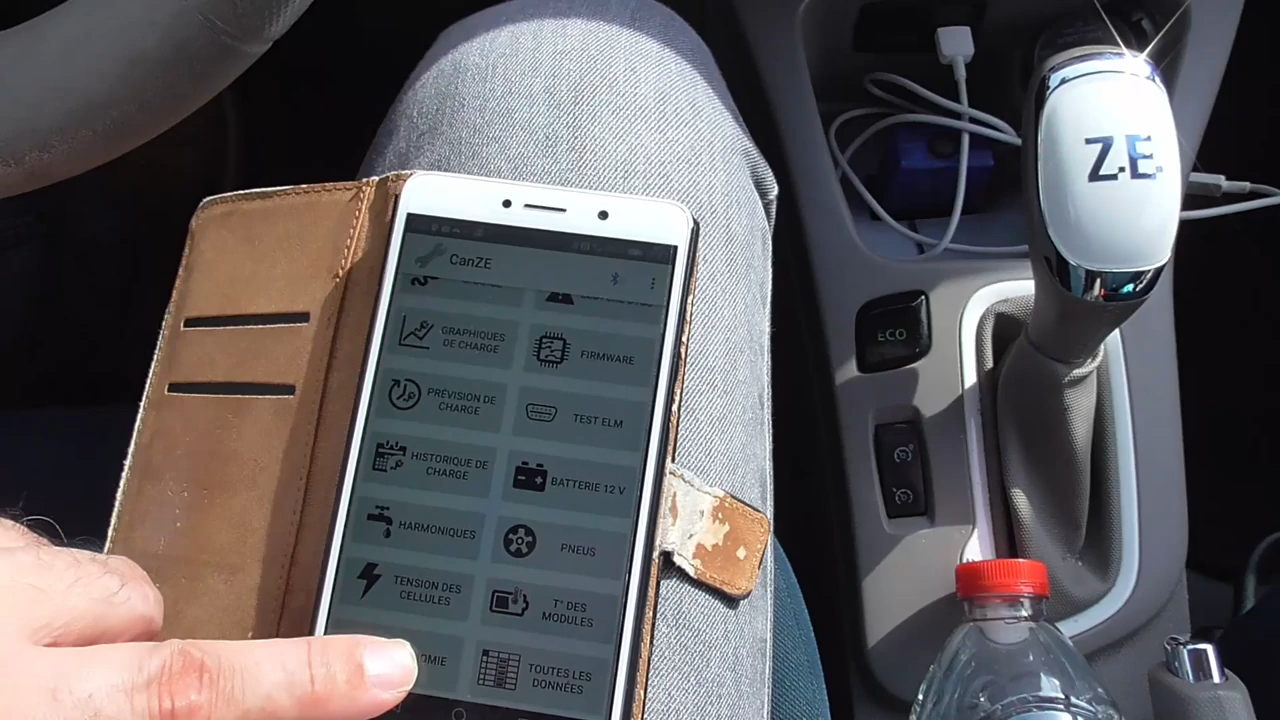 CanZE
GRAPHIQUES
DE CHARGE
FIRMWARE
PRÉVISION DE
CHARGE
TEST ELM
HISTORIQUE DE
CHARGE
BATTERIE 12 V
HARMONIQUES
PNEUS
TENSION DES
CELLULES
T° DES
MODULES
TOUTES LES
DONNÉES
Z.E.
ECO